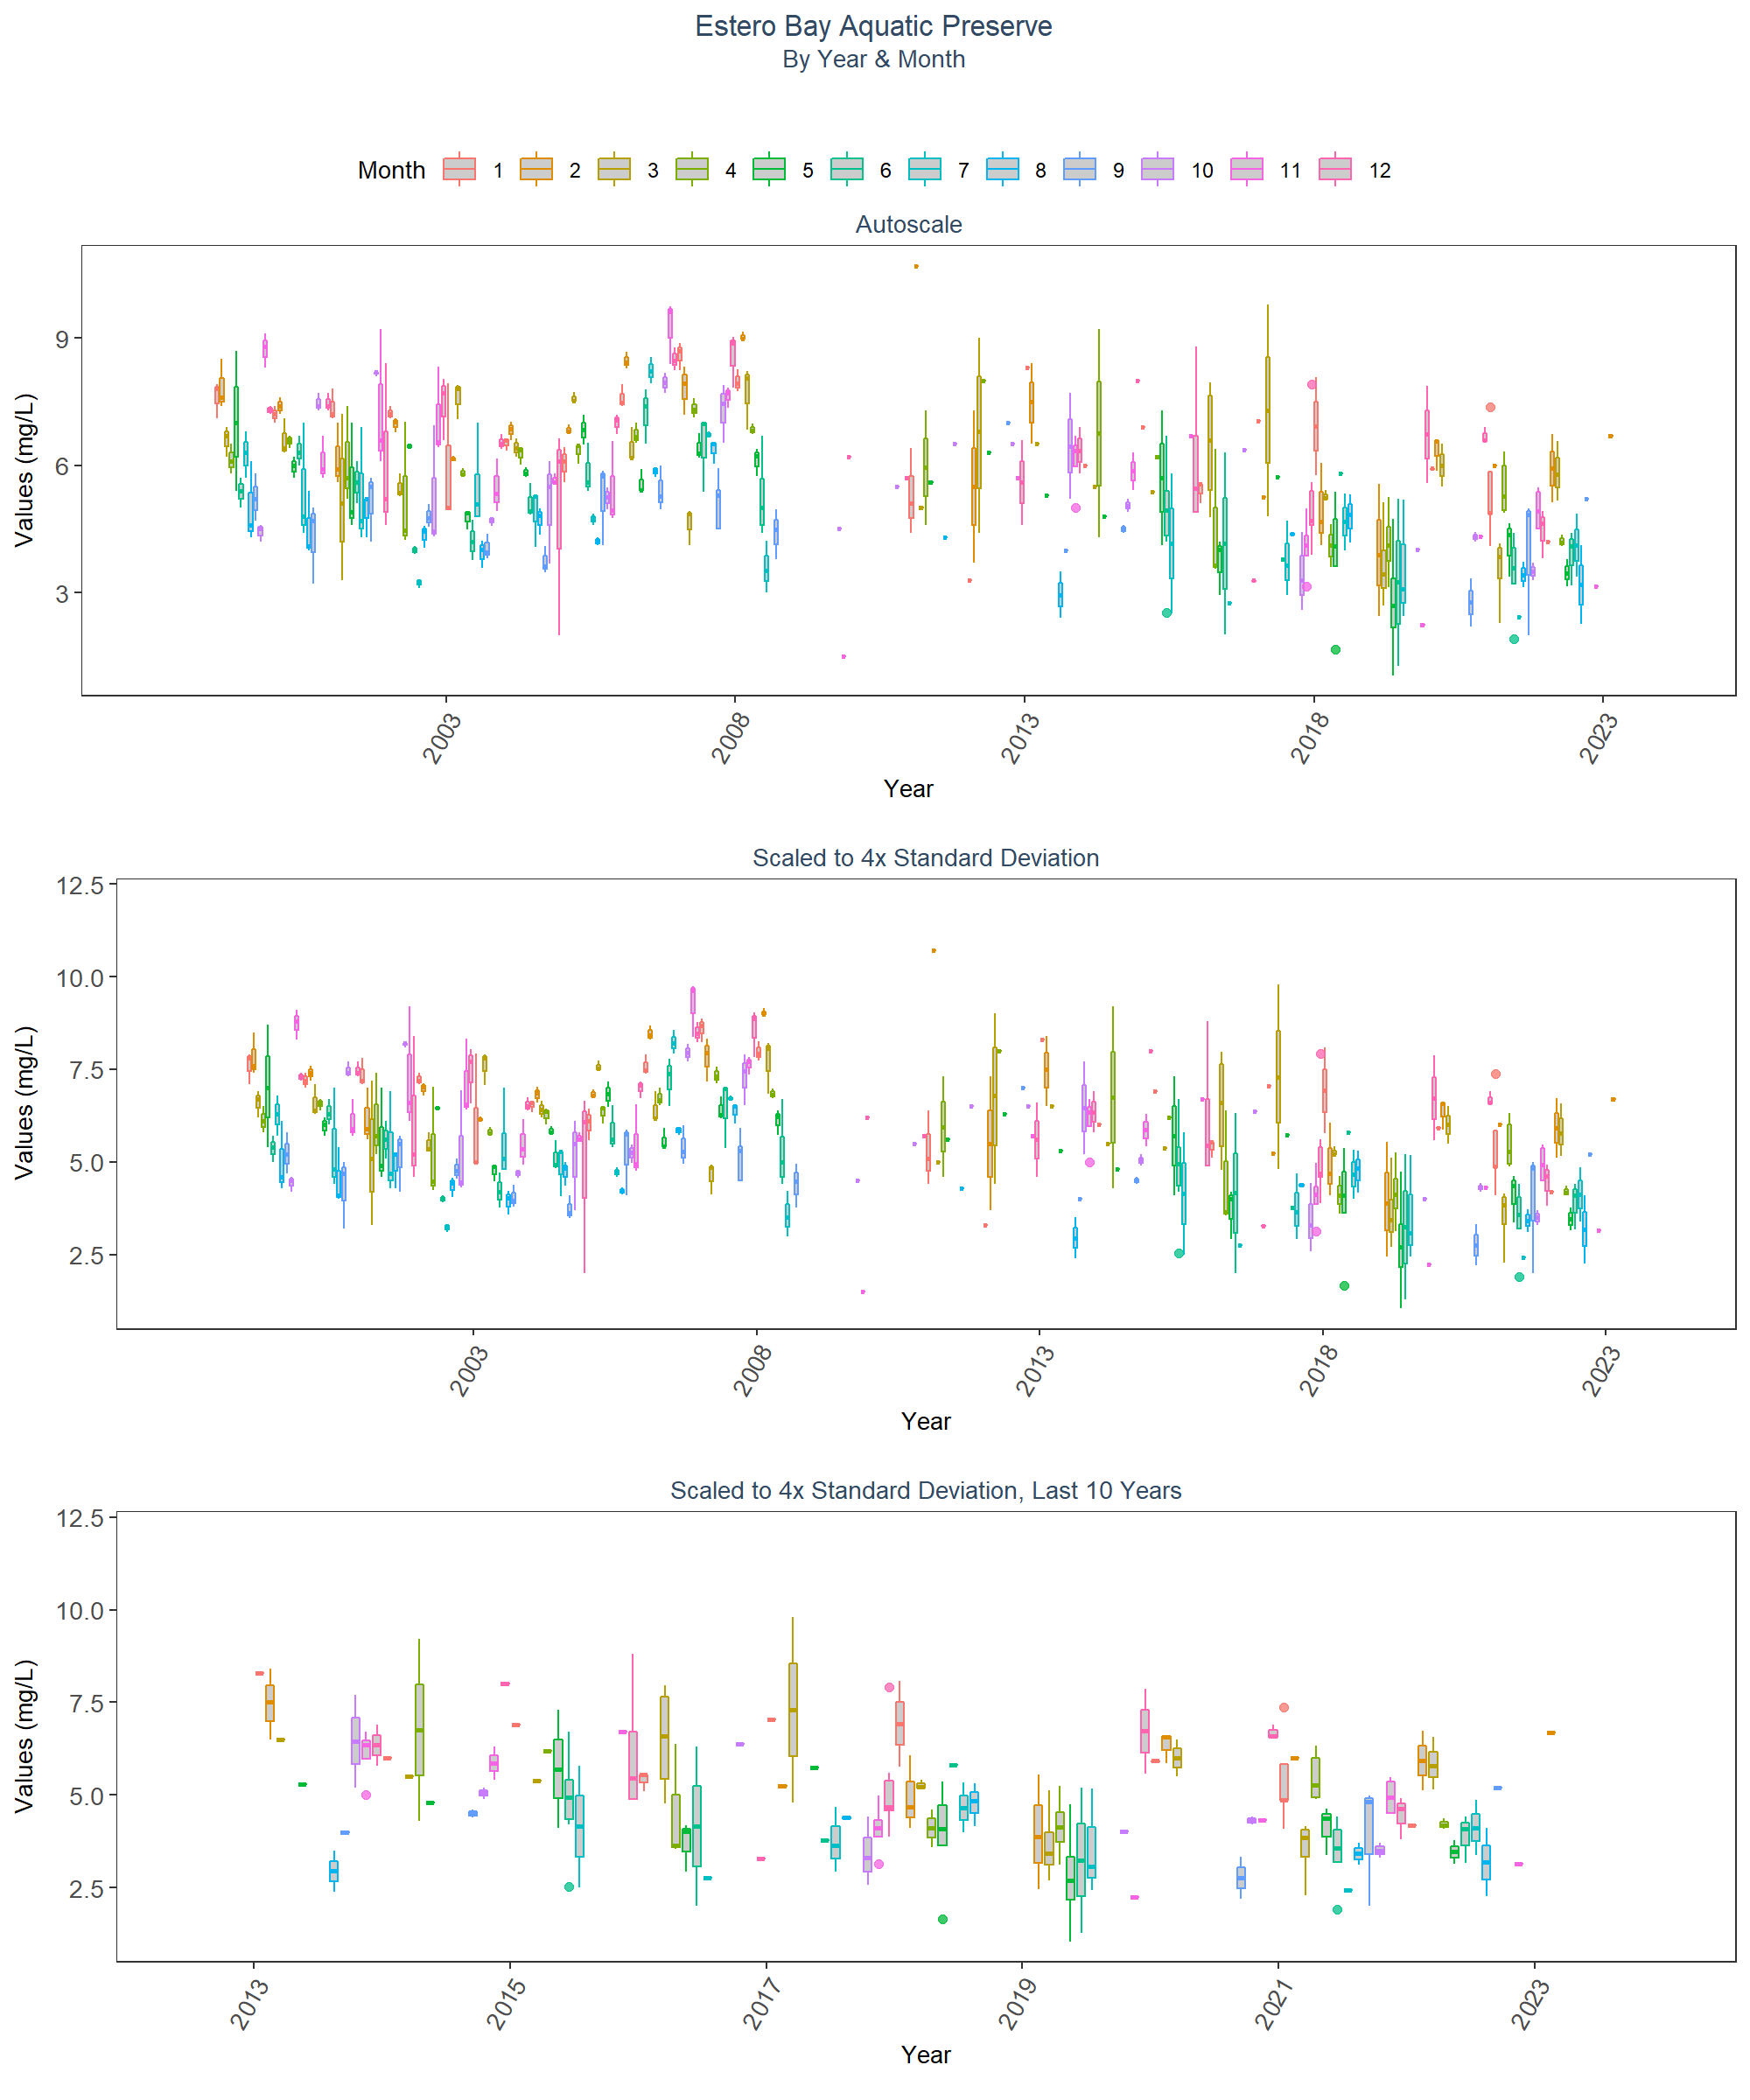 Estero Bay Aquatic Preserve
By Year & Month
Month 1 2 3 4 5 6 7 8 9 10 11 12
Autoscale
Values (mg/L)
9
6
3
2003 2008 2013 2018 2023
Year
Scaled to 4x Standard Deviation
Values (mg/L)
12.5
10.0
7.5
5.0
2.5
2003 2008 2013 2018 2023
Year
Scaled to 4x Standard Deviation, Last 10 Years
Values (mg/L)
12.5
10.0
7.5
5.0
2.5
2013 2015 2017 2019 2021 2023
Year